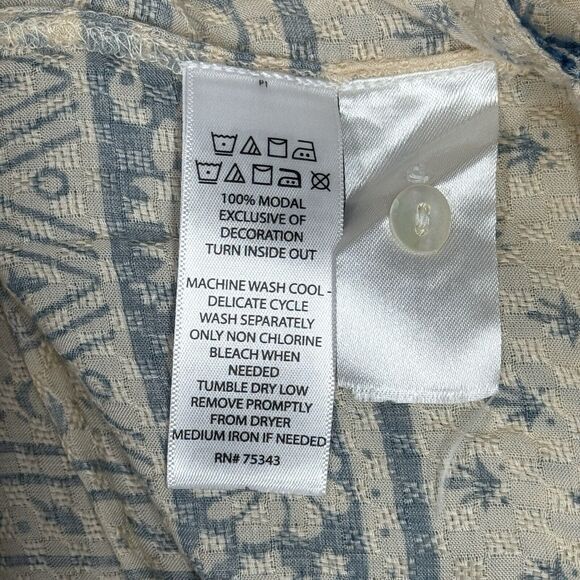 P1
100% MODAL
EXCLUSIVE OF
DECORATION
TURN INSIDE OUT
MACHINE WASH COOL -
DELICATE CYCLE
WASH SEPARATELY
ONLY NON CHLORINE
BLEACH WHEN
NEEDED
TUMBLE DRY LOW
REMOVE PROMPTLY
FROM DRYER
MEDIUM IRON IF NEEDED
RN# 75343